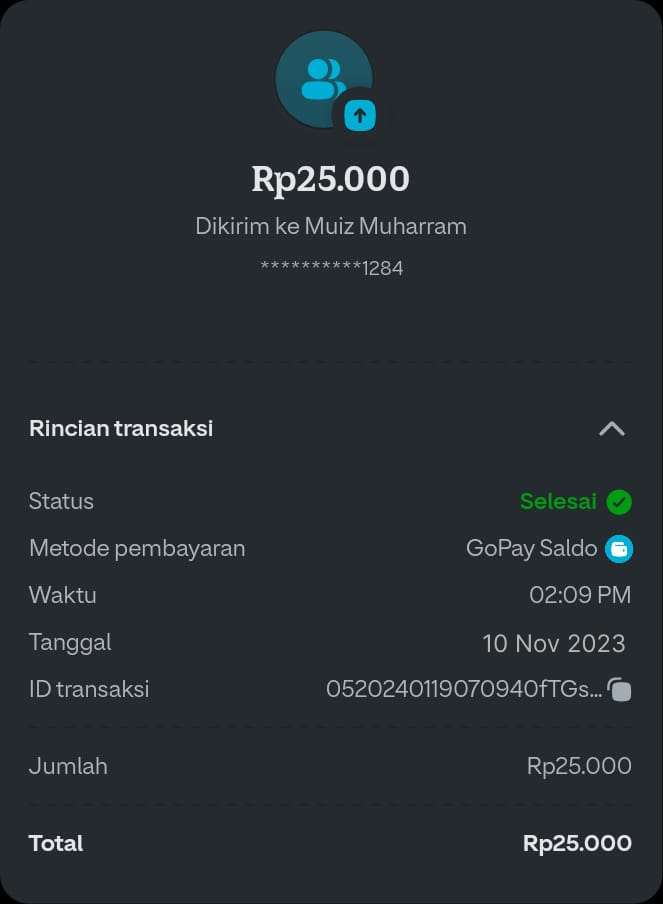 Rp25.000
Dikirim ke Muiz Muharram
**********1284
Rincian transaksi
Status Selesai
Metode pembayaran GoPay Saldo
Waktu 02:09 PM
Tanggal 10 Nov 2023
ID transaksi 0520240119070940fTGs...
Jumlah Rp25.000
Total Rp25.000